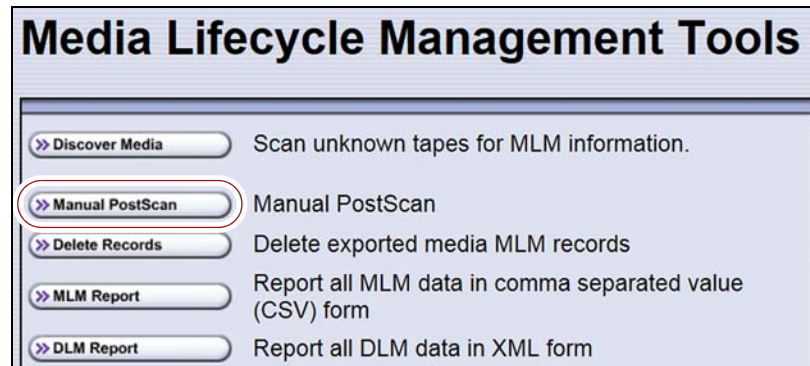 Media Lifecycle Management Tools
Discover Media Scan unknown tapes for MLM information.
Manual PostScan Manual PostScan
Delete Records Delete exported media MLM records
MLM Report Report all MLM data in comma separated value
(CSV) form
DLM Report Report all DLM data in XML form